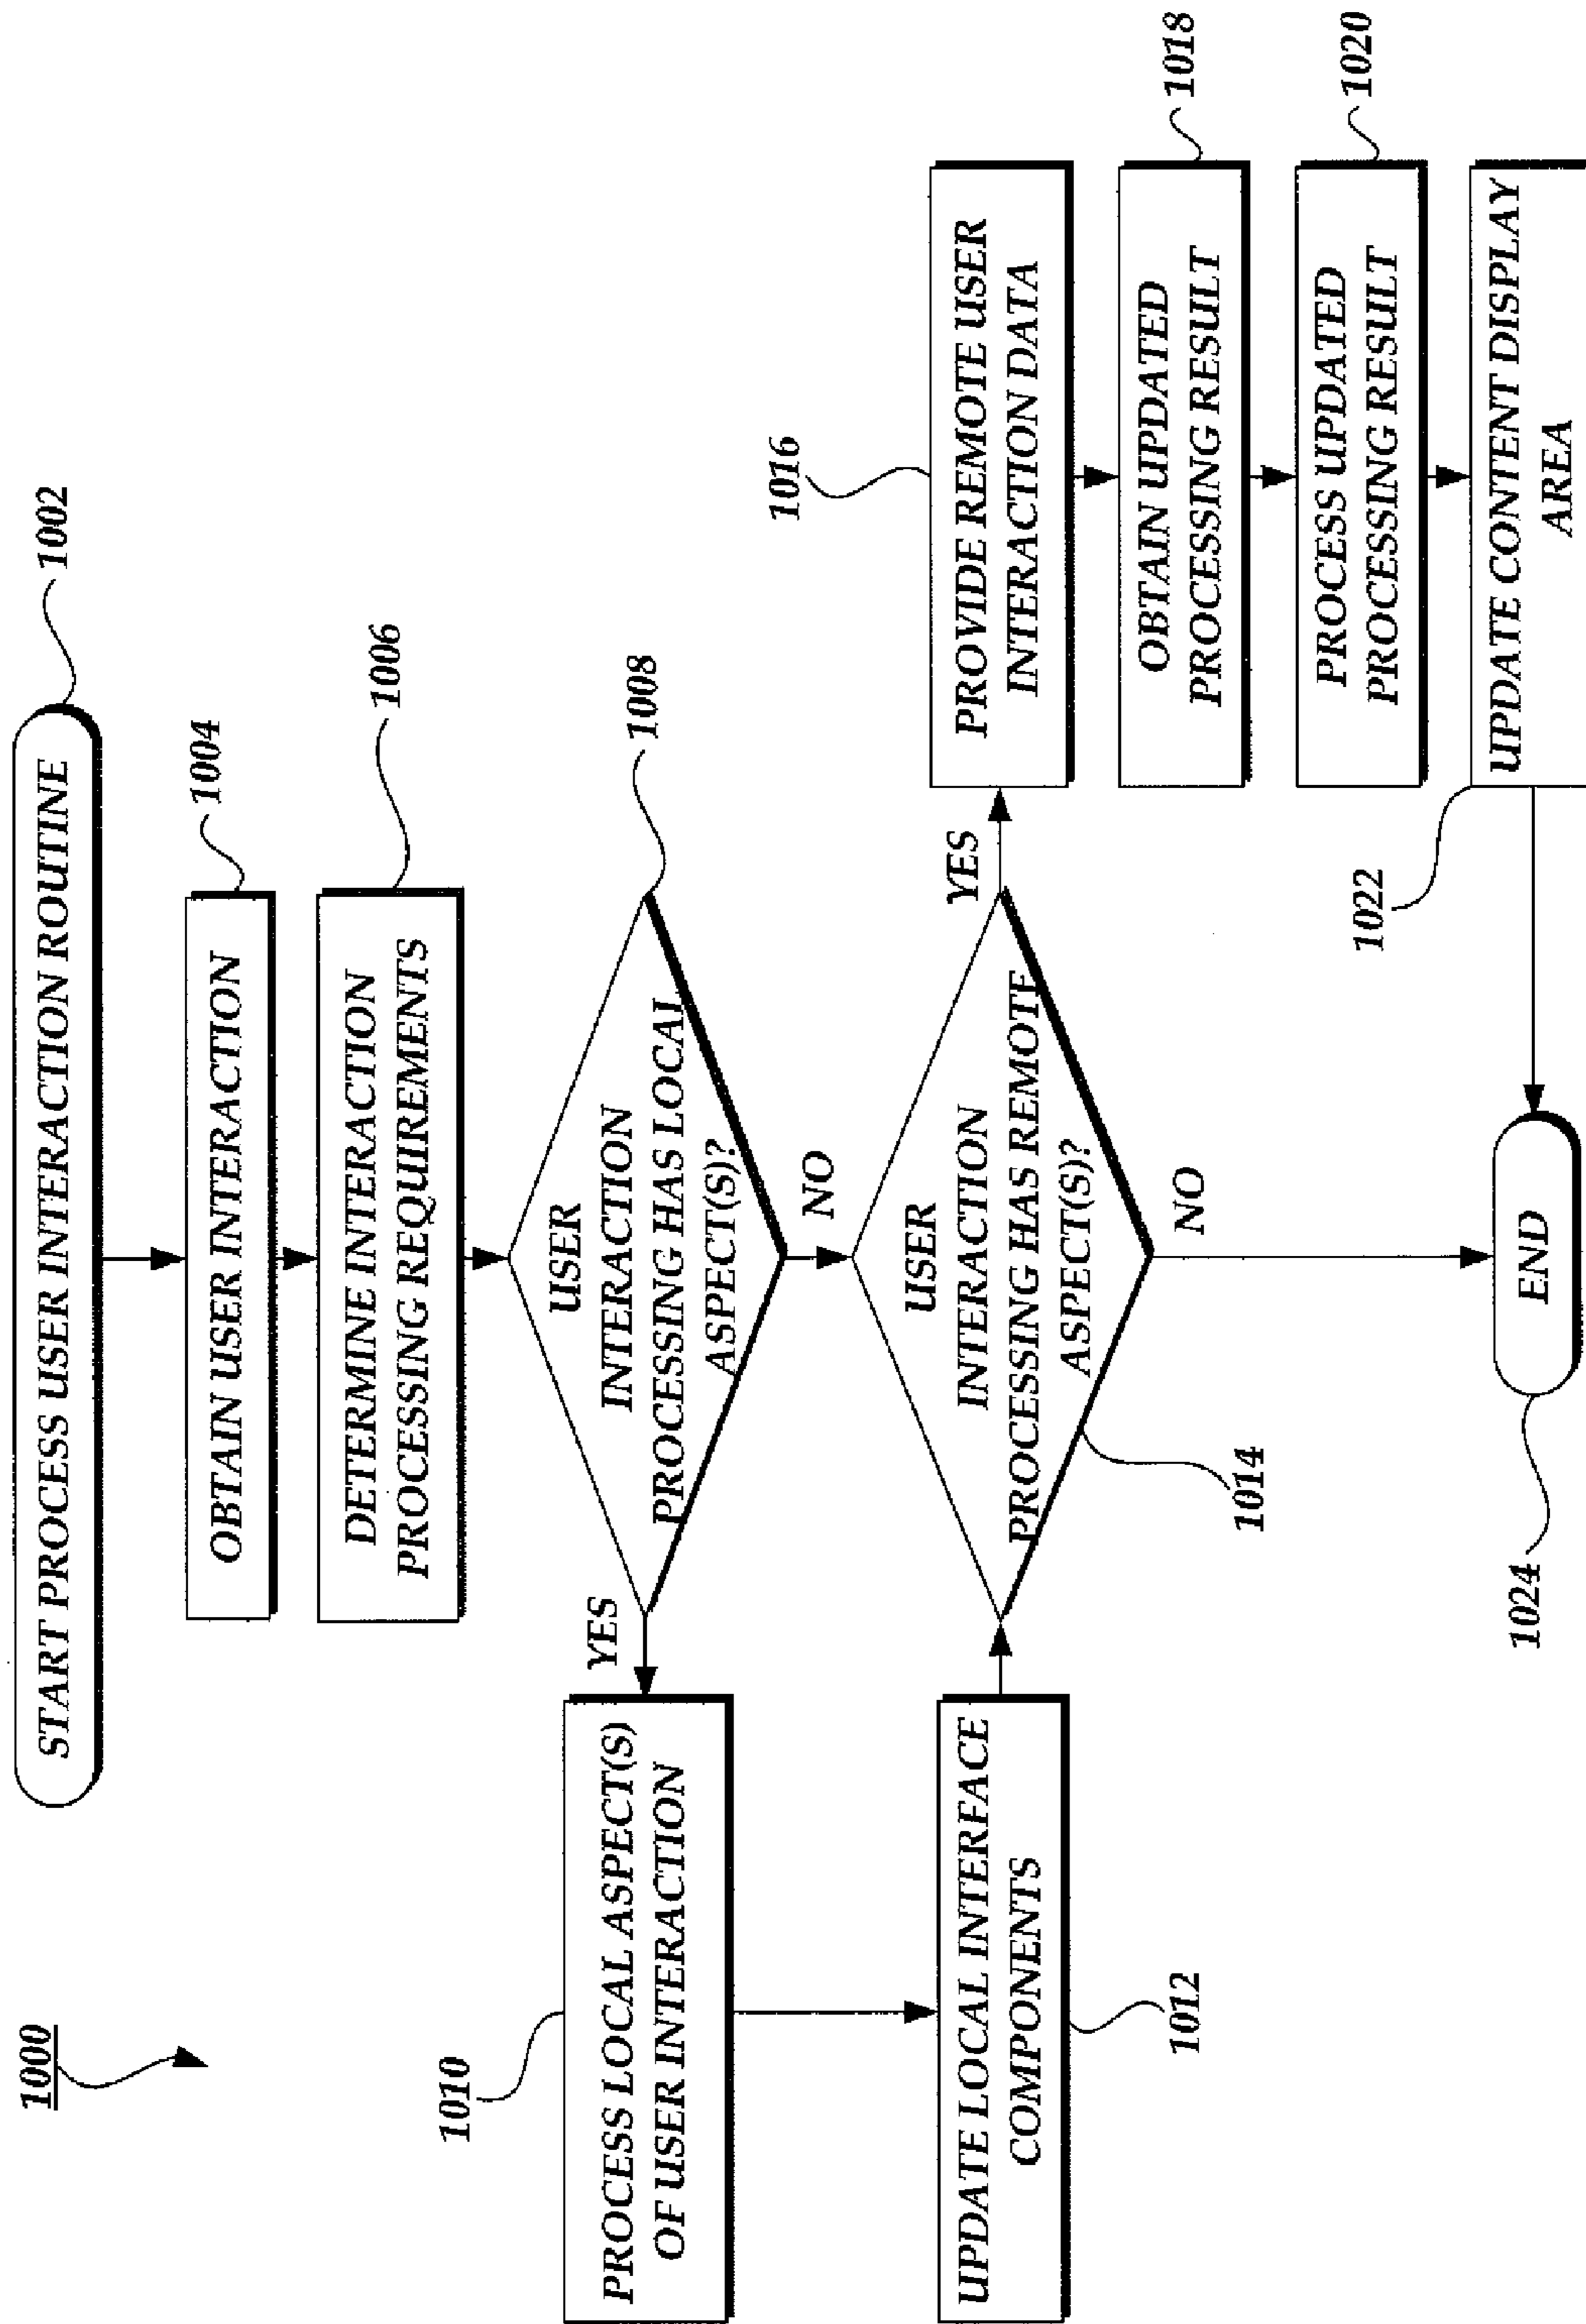 1000
START PROCESS USER INTERACTION ROUTINE
1002
OBTAIN USER INTERACTION
1004
DETERMINE INTERACTION
PROCESSING REQUIREMENTS
1006
USER
INTERACTION
PROCESSING HAS LOCAL
ASPECT(S)?
1008
YES
NO
1010
PROCESS LOCAL ASPECT(S)
OF USER INTERACTION
UPDATE LOCAL INTERFACE
COMPONENTS
1012
USER
INTERACTION
PROCESSING HAS REMOTE
ASPECT(S)?
1014
YES
NO
1016
PROVIDE REMOTE USER
INTERACTION DATA
OBTAIN UPDATED
PROCESSING RESULT
1018
PROCESS UPDATED
PROCESSING RESULT
1020
UPDATE CONTENT DISPLAY
AREA
1022
END
1024